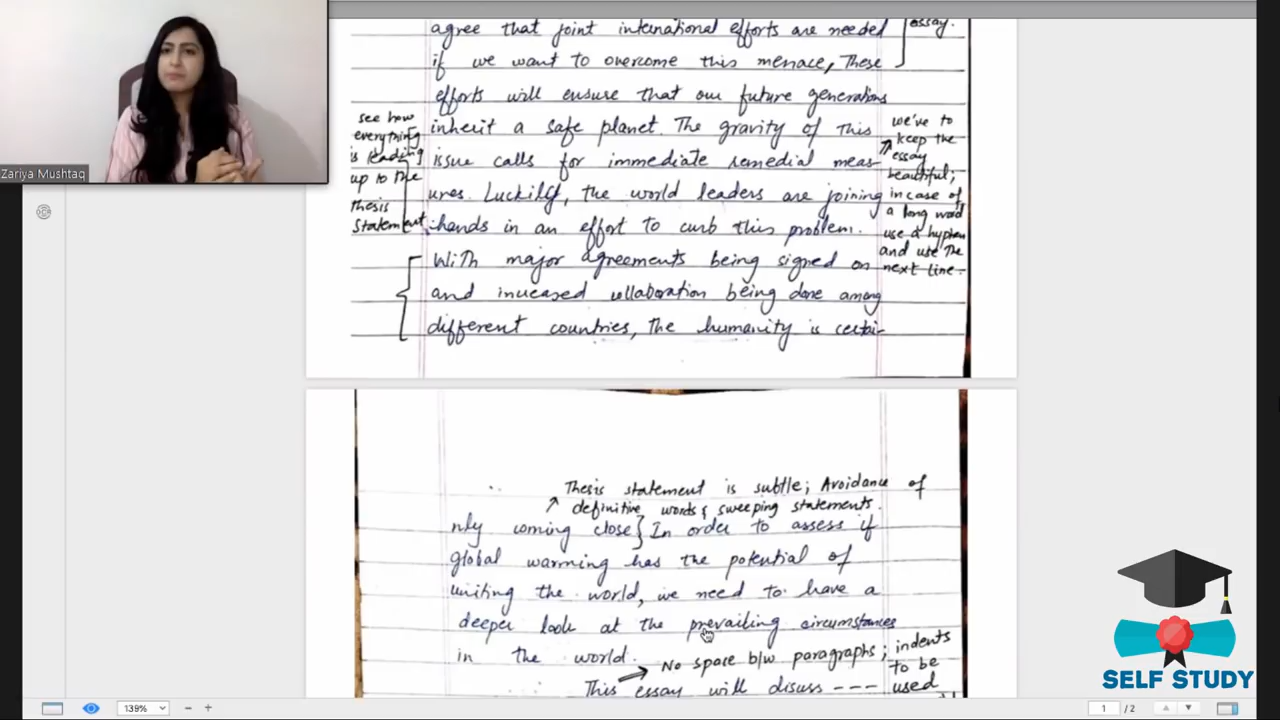 agree that joint international efforts are needed
essay.
if we want to overcome this menace, These
efforts will ensure that our future generations
inherit a safe planet. The gravity of this
issue calls for immediate remedial meas-
ures. Luckily, the world leaders are joining
hands in an effort to curb this problem.
With major agreements being signed on
and increased collaboration being done among
different countries, the humanity is certai-
see how
everything
is leading
up to the
thesis
statement
we've to
keep the
essay
beautiful;
in case of
a long word
use a hyphen
and use the
next line-
Zariya Mushtaq
Thesis statement is subtle; Avoidance of
definitive words & sweeping statements.
nly coming close} In order to assess if
global warming has the potential of
uniting the world, we need to have a
deeper look at the prevailing circumstances
in the world.
No space b/w paragraphs; indents
to be
used
This essay will discuss ----
SELF STUDY
139%
1 / 2